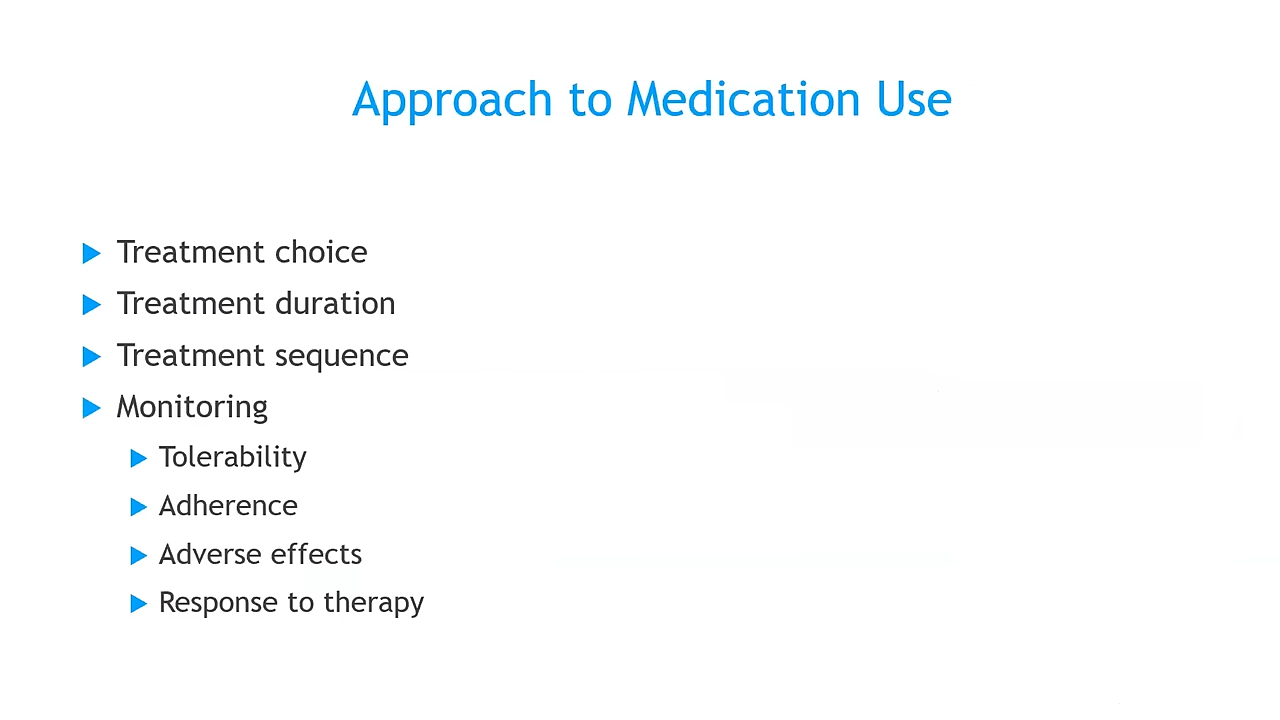 Approach to Medication Use
Treatment choice
Treatment duration
Treatment sequence
Monitoring
Tolerability
Adherence
Adverse effects
Response to therapy